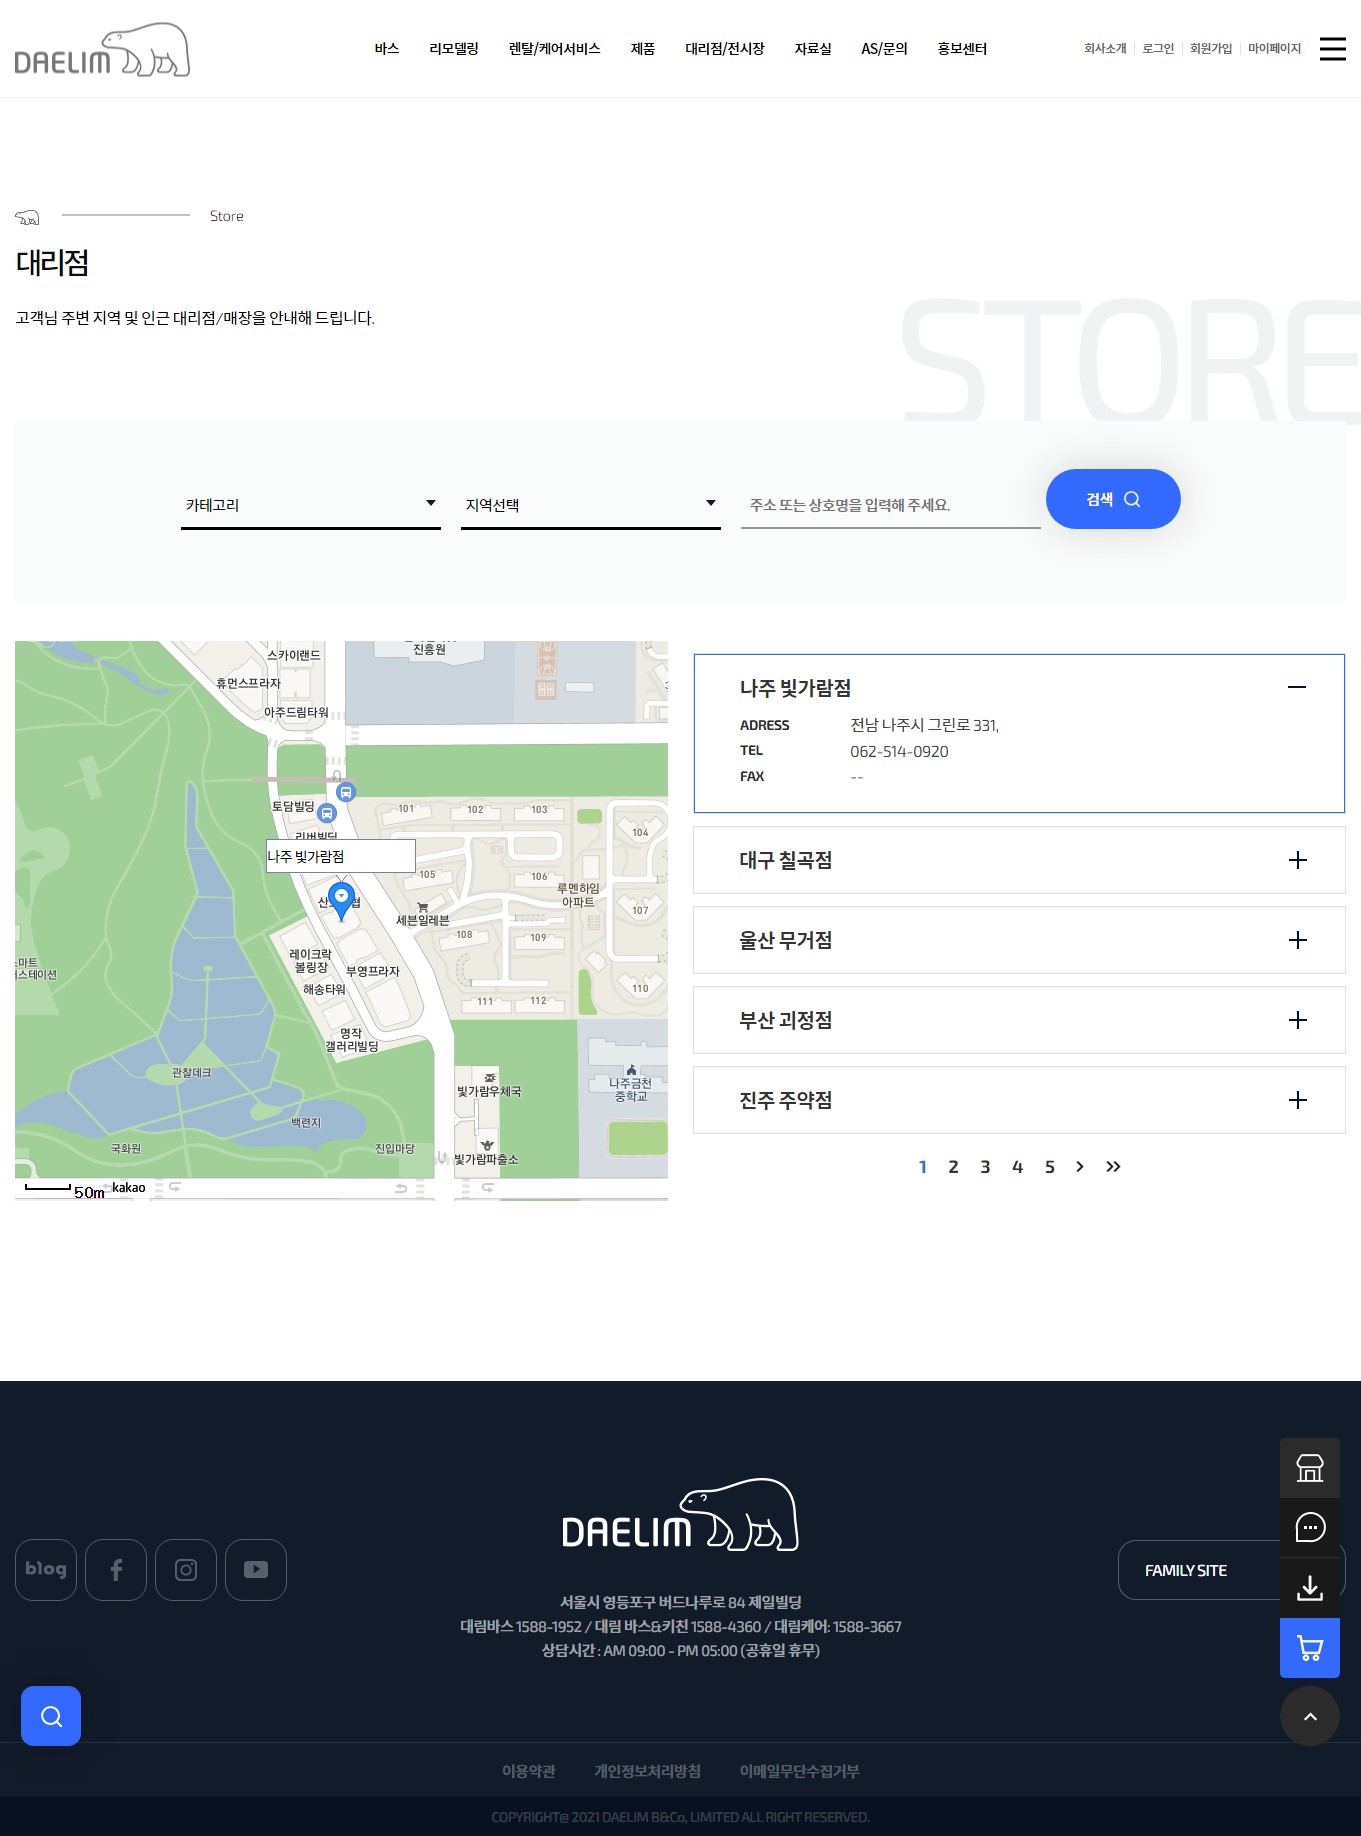 DAELIM
바스 리모델링 렌탈/케어서비스 제품 대리점/전시장 자료실 AS/문의 홍보센터
회사소개 로그인 회원가입 마이페이지
Store
대리점
고객님 주변 지역 및 인근 대리점/매장을 안내해 드립니다.
STORE
카테고리 지역선택 주소 또는 상호명을 입력해 주세요. 검색
스카이랜드
진흥원
휴먼스프라자
아주드림타워
토담빌딩
리버빌딩
나주 빛가람점
101 102 103
104
105
106
107
108
109
110
111 112
루멘하임
아파트
세븐일레븐
레이크락
볼링장
부영프라자
해송타워
명작
갤러리빌딩
관찰데크
백련지
국화원
진입마당
빛가람우체국
빛가람파출소
나주금천
중학교
50m kakao
나주 빛가람점
ADRESS 전남 나주시 그린로 331,
TEL 062-514-0920
FAX --
대구 칠곡점
울산 무거점
부산 괴정점
진주 주약점
1 2 3 4 5
blog
DAELIM
FAMILY SITE
서울시 영등포구 버드나루로 84 제일빌딩
대림바스 1588-1952 / 대림 바스&키친 1588-4360 / 대림케어: 1588-3667
상담시간 : AM 09:00 - PM 05:00 (공휴일 휴무)
이용약관 개인정보처리방침 이메일무단수집거부
COPYRIGHT@ 2021 DAELIM B&Co, LIMITED ALL RIGHT RESERVED.